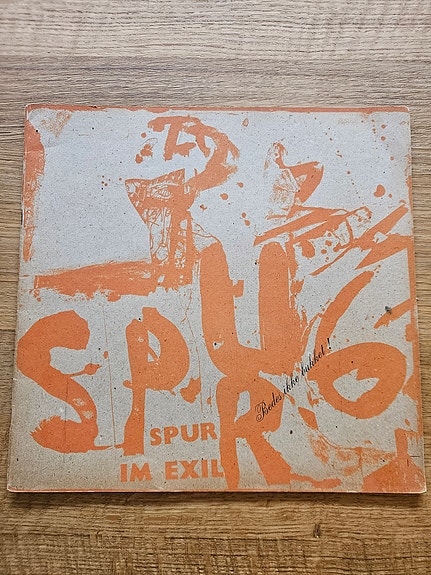 SPUR
SPUR
IM EXIL
Bedes ikke bukket !